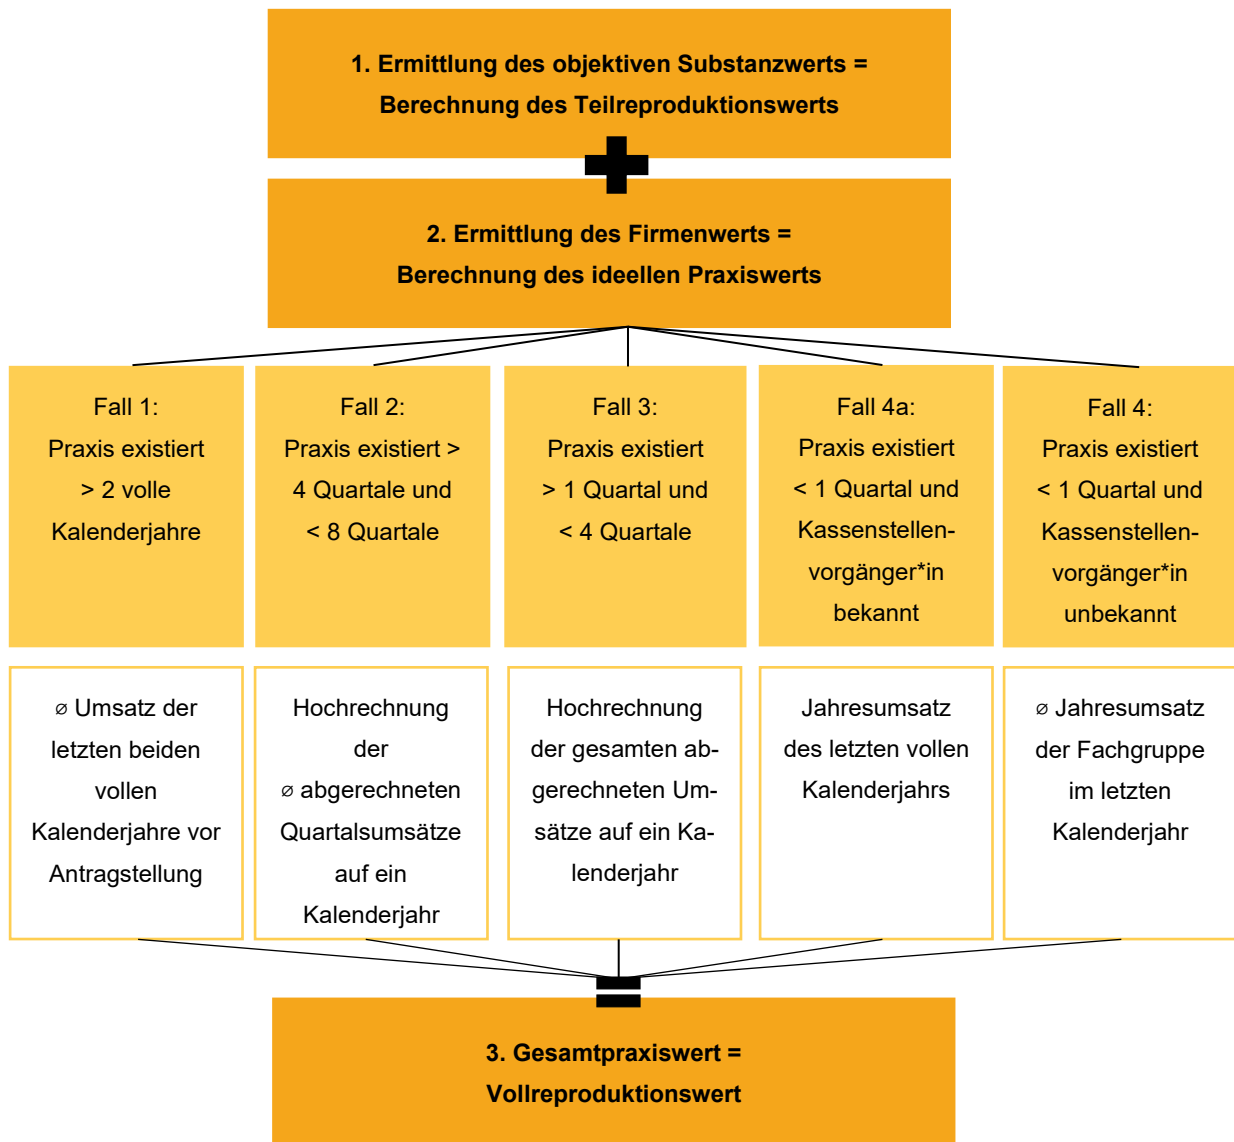 1. Ermittlung des objektiven Substanzwerts =
Berechnung des Teilreproduktionswerts
2. Ermittlung des Firmenwerts =
Berechnung des ideellen Praxiswerts
Fall 1:
Praxis existiert
> 2 volle
Kalenderjahre
Fall 2:
Praxis existiert >
4 Quartale und
< 8 Quartale
Fall 3:
Praxis existiert
> 1 Quartal und
< 4 Quartale
Fall 4a:
Praxis existiert
< 1 Quartal und
Kassenstellen-
vorgänger*in
bekannt
Fall 4:
Praxis existiert
< 1 Quartal und
Kassenstellen-
vorgänger*in
unbekannt
⌀ Umsatz der
letzten beiden
vollen
Kalenderjahre vor
Antragstellung
Hochrechnung
der
⌀ abgerechneten
Quartalsumsätze
auf ein
Kalenderjahr
Hochrechnung
der gesamten ab-
gerechneten Um-
sätze auf ein Ka-
lenderjahr
Jahresumsatz
des letzten vollen
Kalenderjahrs
⌀ Jahresumsatz
der Fachgruppe
im letzten
Kalenderjahr
3. Gesamtpraxiswert =
Vollreproduktionswert